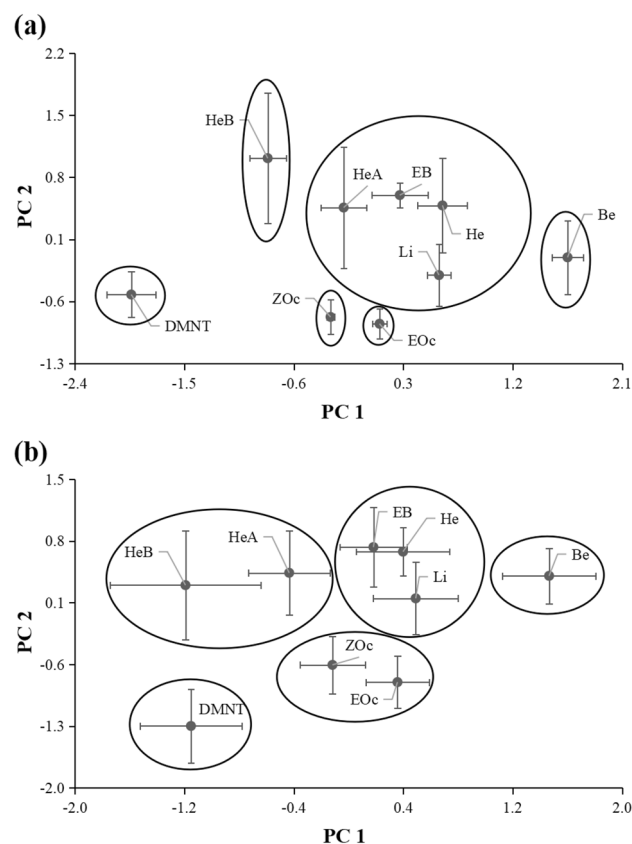 (a)
2.2
1.5
0.8
0.1
-0.6
-1.3
PC 2
HeB
HeA
EB
He
Li
Be
DMNT
ZOc
EOc
-2.4 -1.5 -0.6 0.3 1.2 2.1
PC 1
(b)
1.5
0.8
0.1
-0.6
-1.3
-2.0
PC 2
HeB
HeA
EB
He
Li
Be
ZOc
EOc
DMNT
-2.0 -1.2 -0.4 0.4 1.2 2.0
PC 1